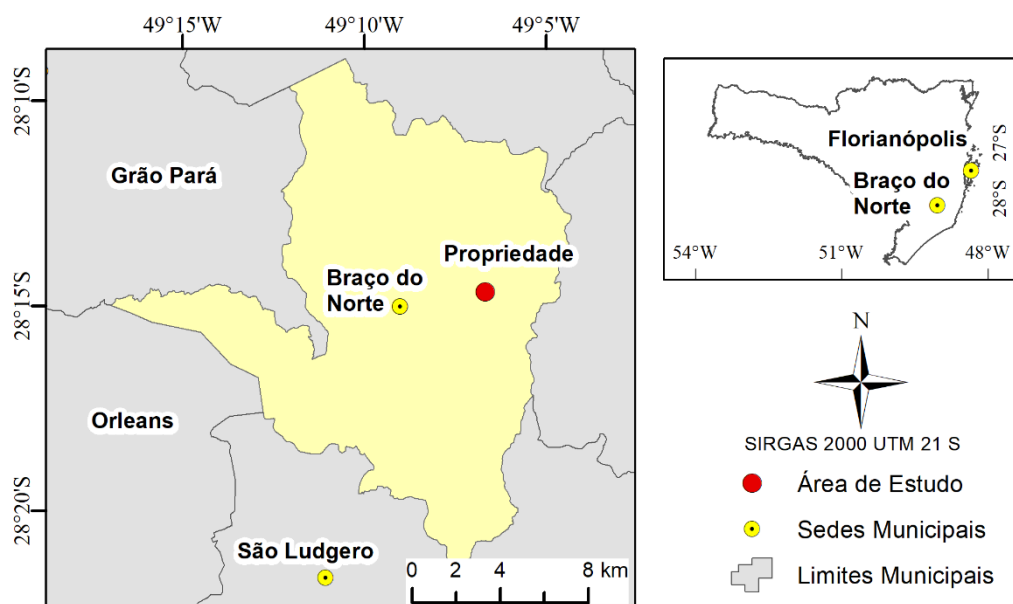 49°15'W
49°10'W
49°5'W
28°10'S
28°15'S
28°20'S
Grão Pará
Propriedade
Braço do
Norte
Orleans
São Ludgero
0 2 4 8 km
Florianópolis
Braço do
Norte
27°S
28°S
54°W
51°W
48°W
N
SIRGAS 2000 UTM 21 S
Área de Estudo
Sedes Municipais
Limites Municipais